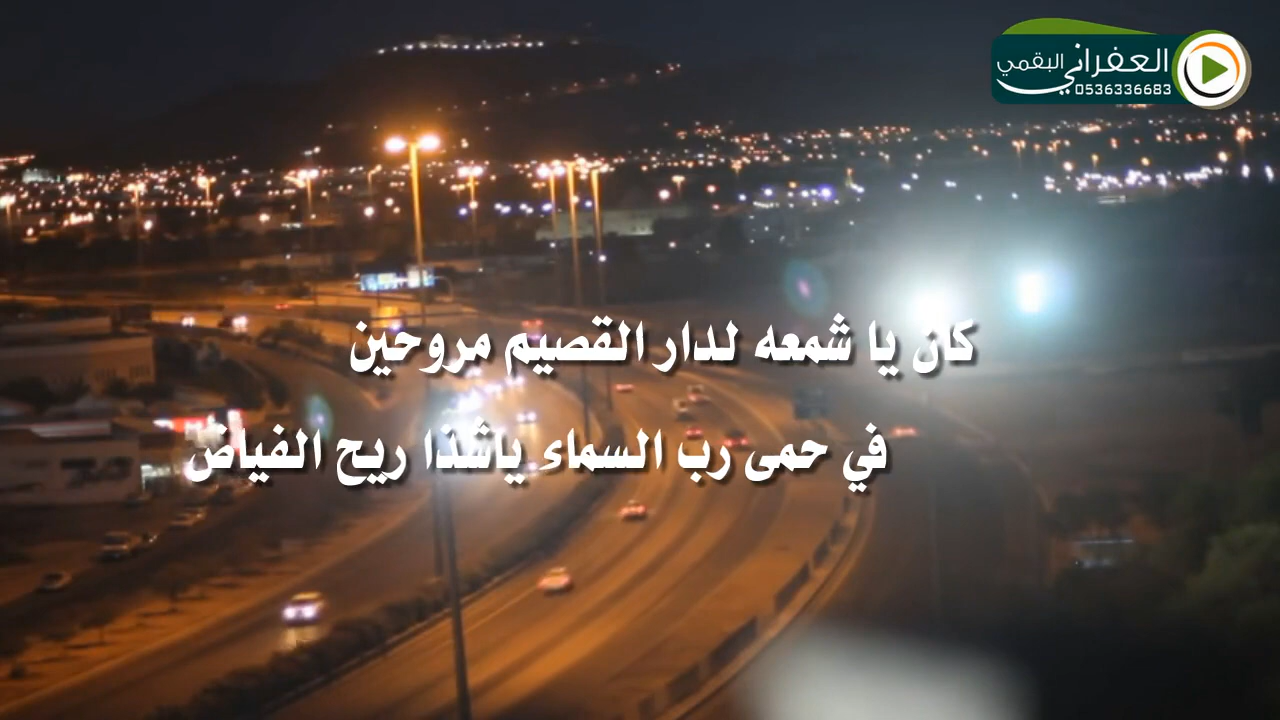 العفراني البقمي
0536336683
كان يا شمعه لدار القصيم مروحين
في حمى رب السماء ياشذا ريح الفياض